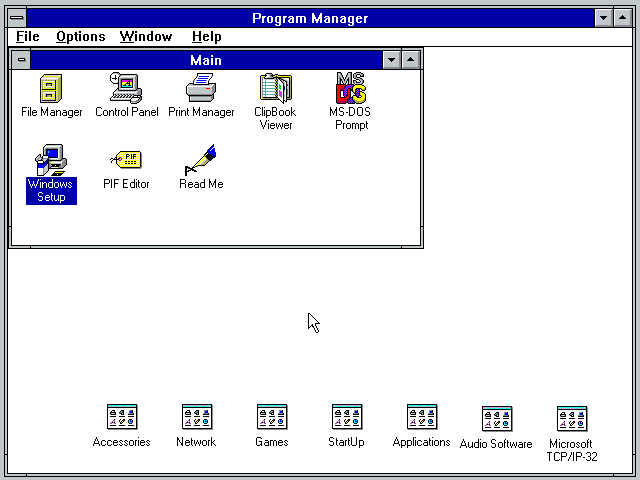 Program Manager
File Options Window Help
Main
File Manager Control Panel Print Manager ClipBook Viewer MS-DOS Prompt
Windows Setup PIF Editor Read Me
Accessories Network Games StartUp Applications Audio Software Microsoft TCP/IP-32